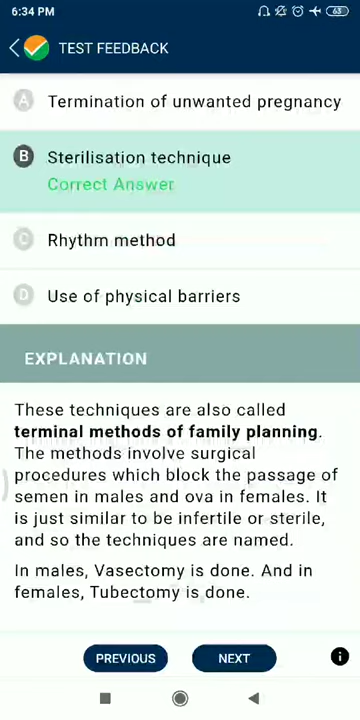 6:34 PM
63
TEST FEEDBACK
A Termination of unwanted pregnancy
B Sterilisation technique
Correct Answer
C Rhythm method
D Use of physical barriers
EXPLANATION
These techniques are also called
terminal methods of family planning.
The methods involve surgical
procedures which block the passage of
semen in males and ova in females. It
is just similar to be infertile or sterile,
and so the techniques are named.
In males, Vasectomy is done. And in
females, Tubectomy is done.
PREVIOUS
NEXT